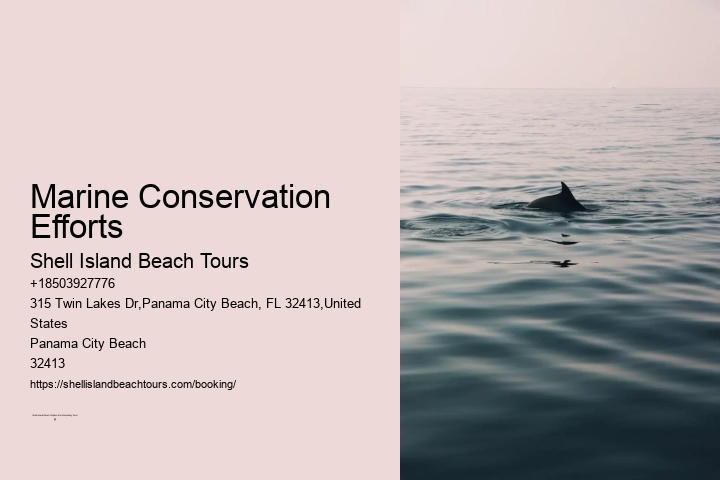 Marine Conservation
Efforts
Shell Island Beach Tours
+18503927776
315 Twin Lakes Dr,Panama City Beach, FL 32413,United
States
Panama City Beach
32413
https://shellislandbeachtours.com/booking/